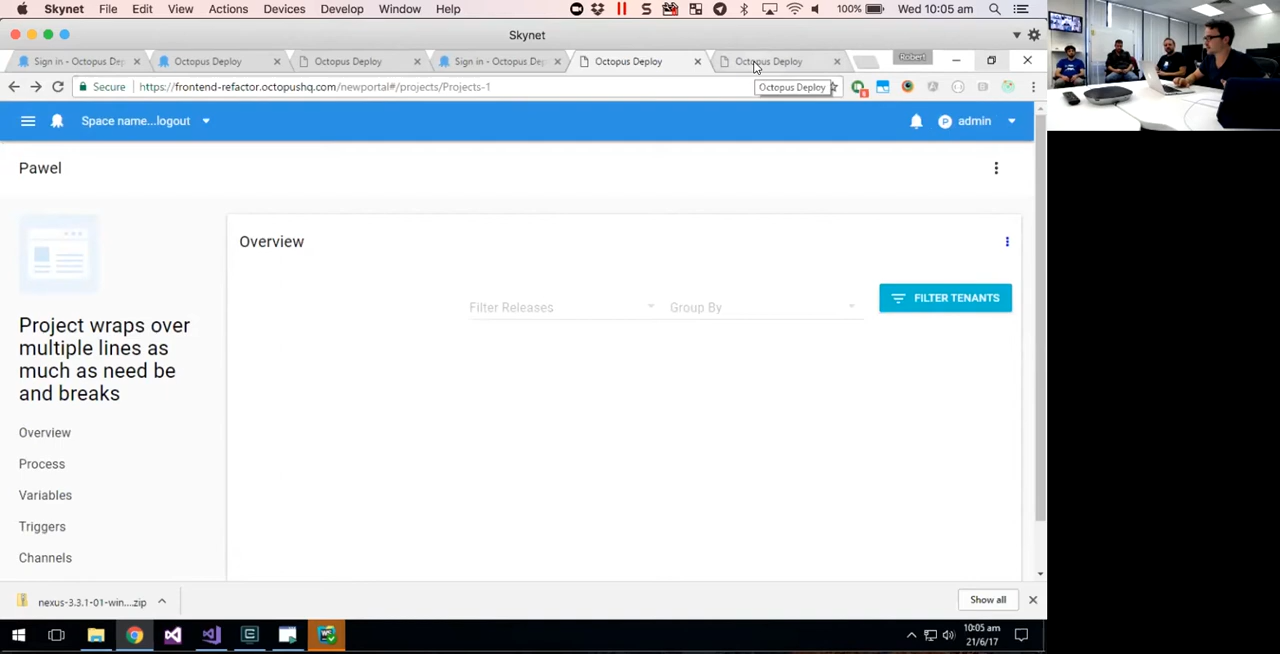 Skynet File Edit View Actions Devices Develop Window Help 100% Wed 10:05 am
Skynet
Sign in - Octopus Dep Octopus Deploy Octopus Deploy Sign in - Octopus Dep Octopus Deploy Octopus Deploy Robert
Secure https://frontend-refactor.octopushq.com/newportal#/projects/Projects-1 Octopus Deploy
Space name...logout P admin
Pawel
Overview
Filter Releases Group By FILTER TENANTS
Project wraps over
multiple lines as
much as need be
and breaks
Overview
Process
Variables
Triggers
Channels
nexus-3.3.1-01-win....zip Show all
10:05 am
21/6/17